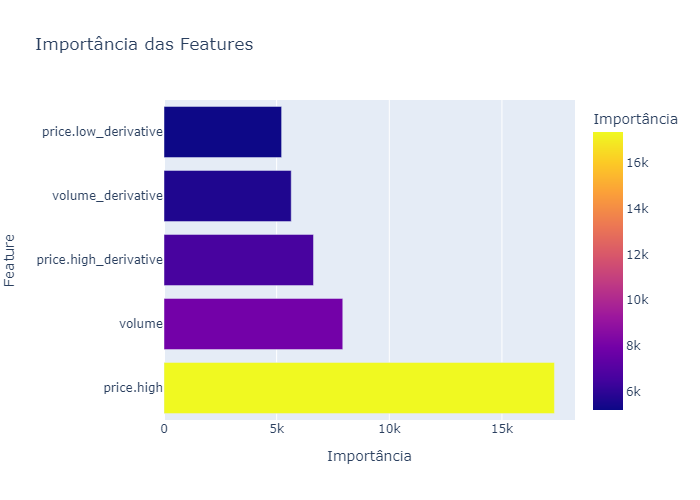 Importância das Features
Feature
price.low_derivative
volume_derivative
price.high_derivative
volume
price.high
0
5k
10k
15k
Importância
Importância
16k
14k
12k
10k
8k
6k